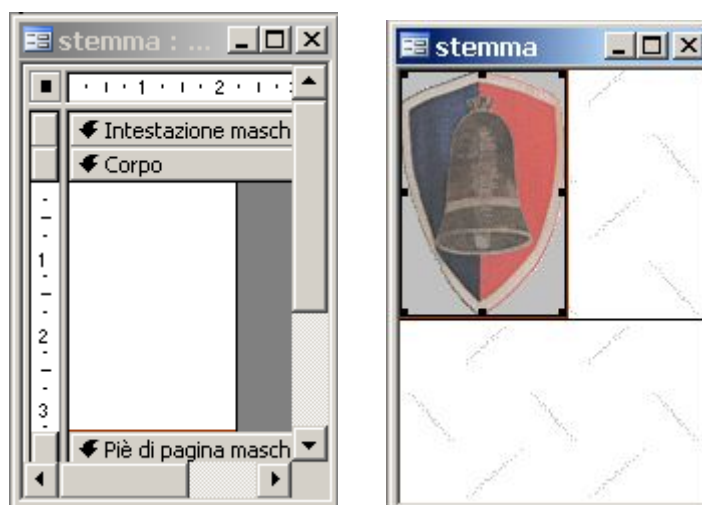 stemma : ...
1 2
Intestazione masch
Corpo
1
2
3
Piè di pagina masch
stemma